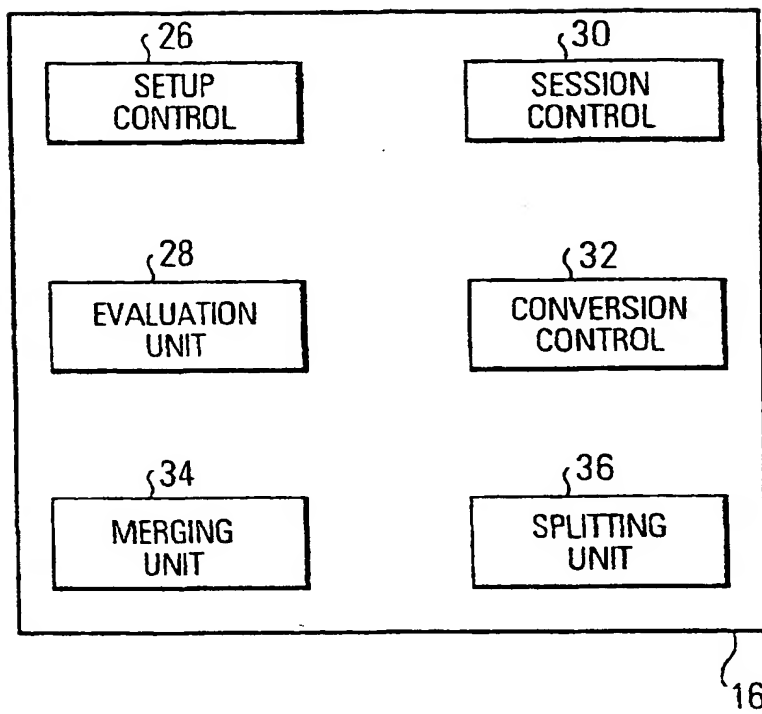 26
SETUP
CONTROL
30
SESSION
CONTROL
28
EVALUATION
UNIT
32
CONVERSION
CONTROL
34
MERGING
UNIT
36
SPLITTING
UNIT
16